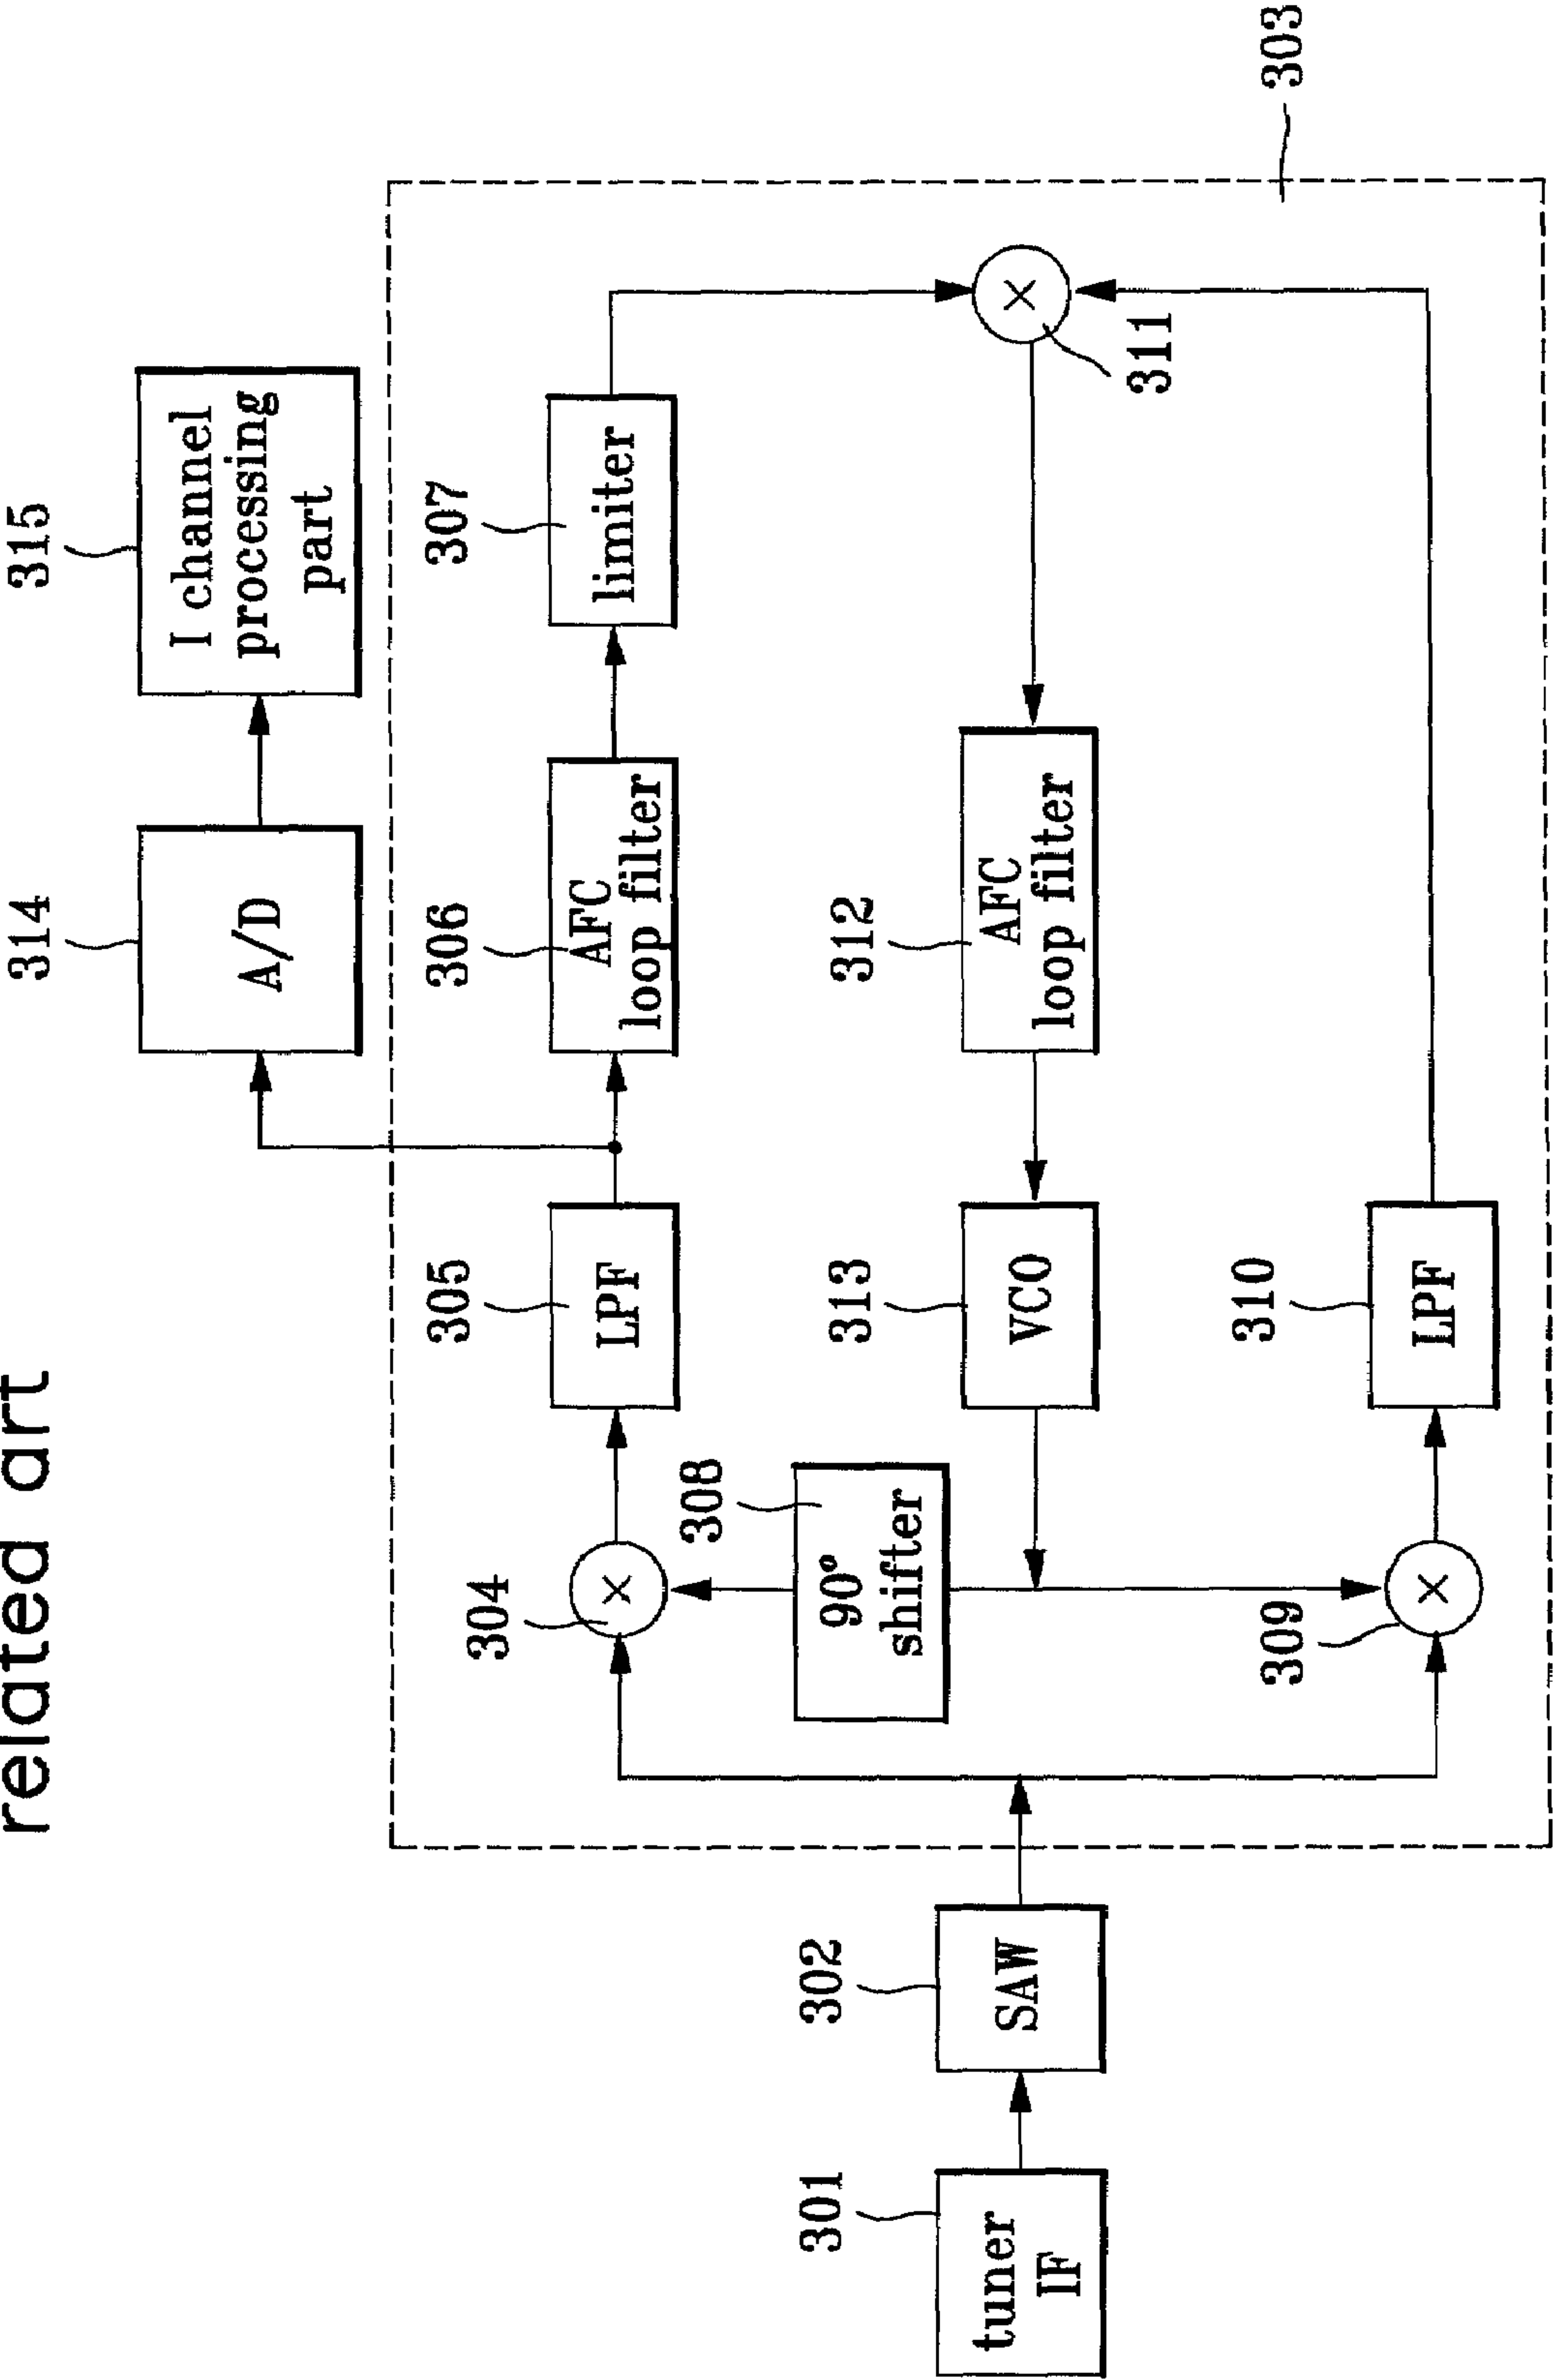 related art
315
I channel
processing
part
314
A/D
303
305
LPF
306
AFC
loop filter
307
limiter
304
×
308
90°
shifter
313
VCO
312
AFC
loop filter
311
×
301
tuner
IF
302
SAW
309
×
310
LPF